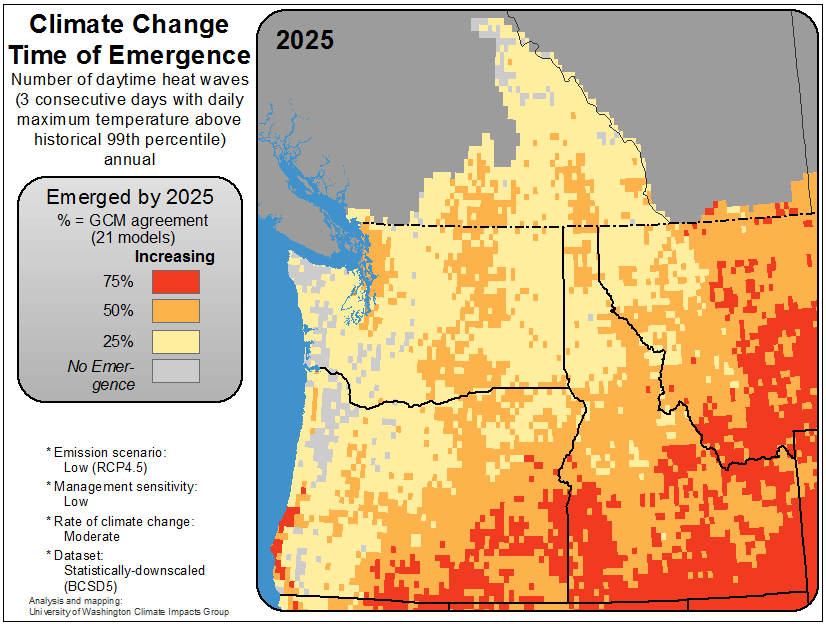 Climate Change
Time of Emergence
Number of daytime heat waves
(3 consecutive days with daily
maximum temperature above
historical 99th percentile)
annual
Emerged by 2025
% = GCM agreement
(21 models)
Increasing
75%
50%
25%
No Emer-
gence
* Emission scenario:
Low (RCP4.5)
* Management sensitivity:
Low
* Rate of climate change:
Moderate
* Dataset:
Statistically-downscaled
(BCSD5)
Analysis and mapping:
University of Washington Climate Impacts Group
2025